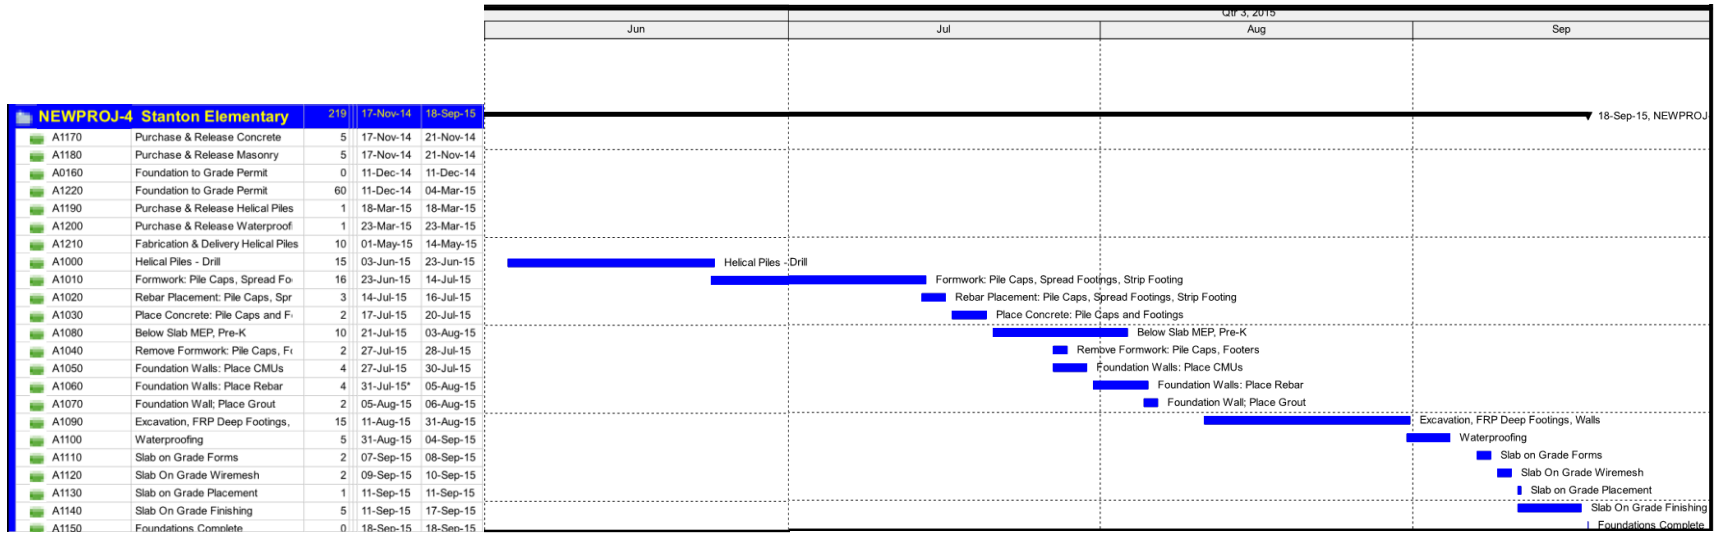 Qtr 3, 2015
Jun Jul Aug Sep
NEWPROJ-4 Stanton Elementary 219 17-Nov-14 18-Sep-15 18-Sep-15, NEWPROJ-
A1170 Purchase & Release Concrete 5 17-Nov-14 21-Nov-14
A1180 Purchase & Release Masonry 5 17-Nov-14 21-Nov-14
A0160 Foundation to Grade Permit 0 11-Dec-14 11-Dec-14
A1220 Foundation to Grade Permit 60 11-Dec-14 04-Mar-15
A1190 Purchase & Release Helical Piles 1 18-Mar-15 18-Mar-15
A1200 Purchase & Release Waterproofi 1 23-Mar-15 23-Mar-15
A1210 Fabrication & Delivery Helical Piles 10 01-May-15 14-May-15
A1000 Helical Piles - Drill 15 03-Jun-15 23-Jun-15 Helical Piles - Drill
A1010 Formwork: Pile Caps, Spread Fo 16 23-Jun-15 14-Jul-15 Formwork: Pile Caps, Spread Footings, Strip Footing
A1020 Rebar Placement: Pile Caps, Spr 3 14-Jul-15 16-Jul-15 Rebar Placement: Pile Caps, Spread Footings, Strip Footing
A1030 Place Concrete: Pile Caps and F 2 17-Jul-15 20-Jul-15 Place Concrete: Pile Caps and Footings
A1080 Below Slab MEP, Pre-K 10 21-Jul-15 03-Aug-15 Below Slab MEP, Pre-K
A1040 Remove Formwork: Pile Caps, Fo 2 27-Jul-15 28-Jul-15 Remove Formwork: Pile Caps, Footers
A1050 Foundation Walls: Place CMUs 4 27-Jul-15 30-Jul-15 Foundation Walls: Place CMUs
A1060 Foundation Walls: Place Rebar 4 31-Jul-15* 05-Aug-15 Foundation Walls: Place Rebar
A1070 Foundation Wall; Place Grout 2 05-Aug-15 06-Aug-15 Foundation Wall; Place Grout
A1090 Excavation, FRP Deep Footings, 15 11-Aug-15 31-Aug-15 Excavation, FRP Deep Footings, Walls
A1100 Waterproofing 5 31-Aug-15 04-Sep-15 Waterproofing
A1110 Slab on Grade Forms 2 07-Sep-15 08-Sep-15 Slab on Grade Forms
A1120 Slab On Grade Wiremesh 2 09-Sep-15 10-Sep-15 Slab On Grade Wiremesh
A1130 Slab on Grade Placement 1 11-Sep-15 11-Sep-15 Slab on Grade Placement
A1140 Slab On Grade Finishing 5 11-Sep-15 17-Sep-15 Slab On Grade Finishing
A1150 Foundations Complete 0 18-Sep-15 18-Sep-15 Foundations Complete